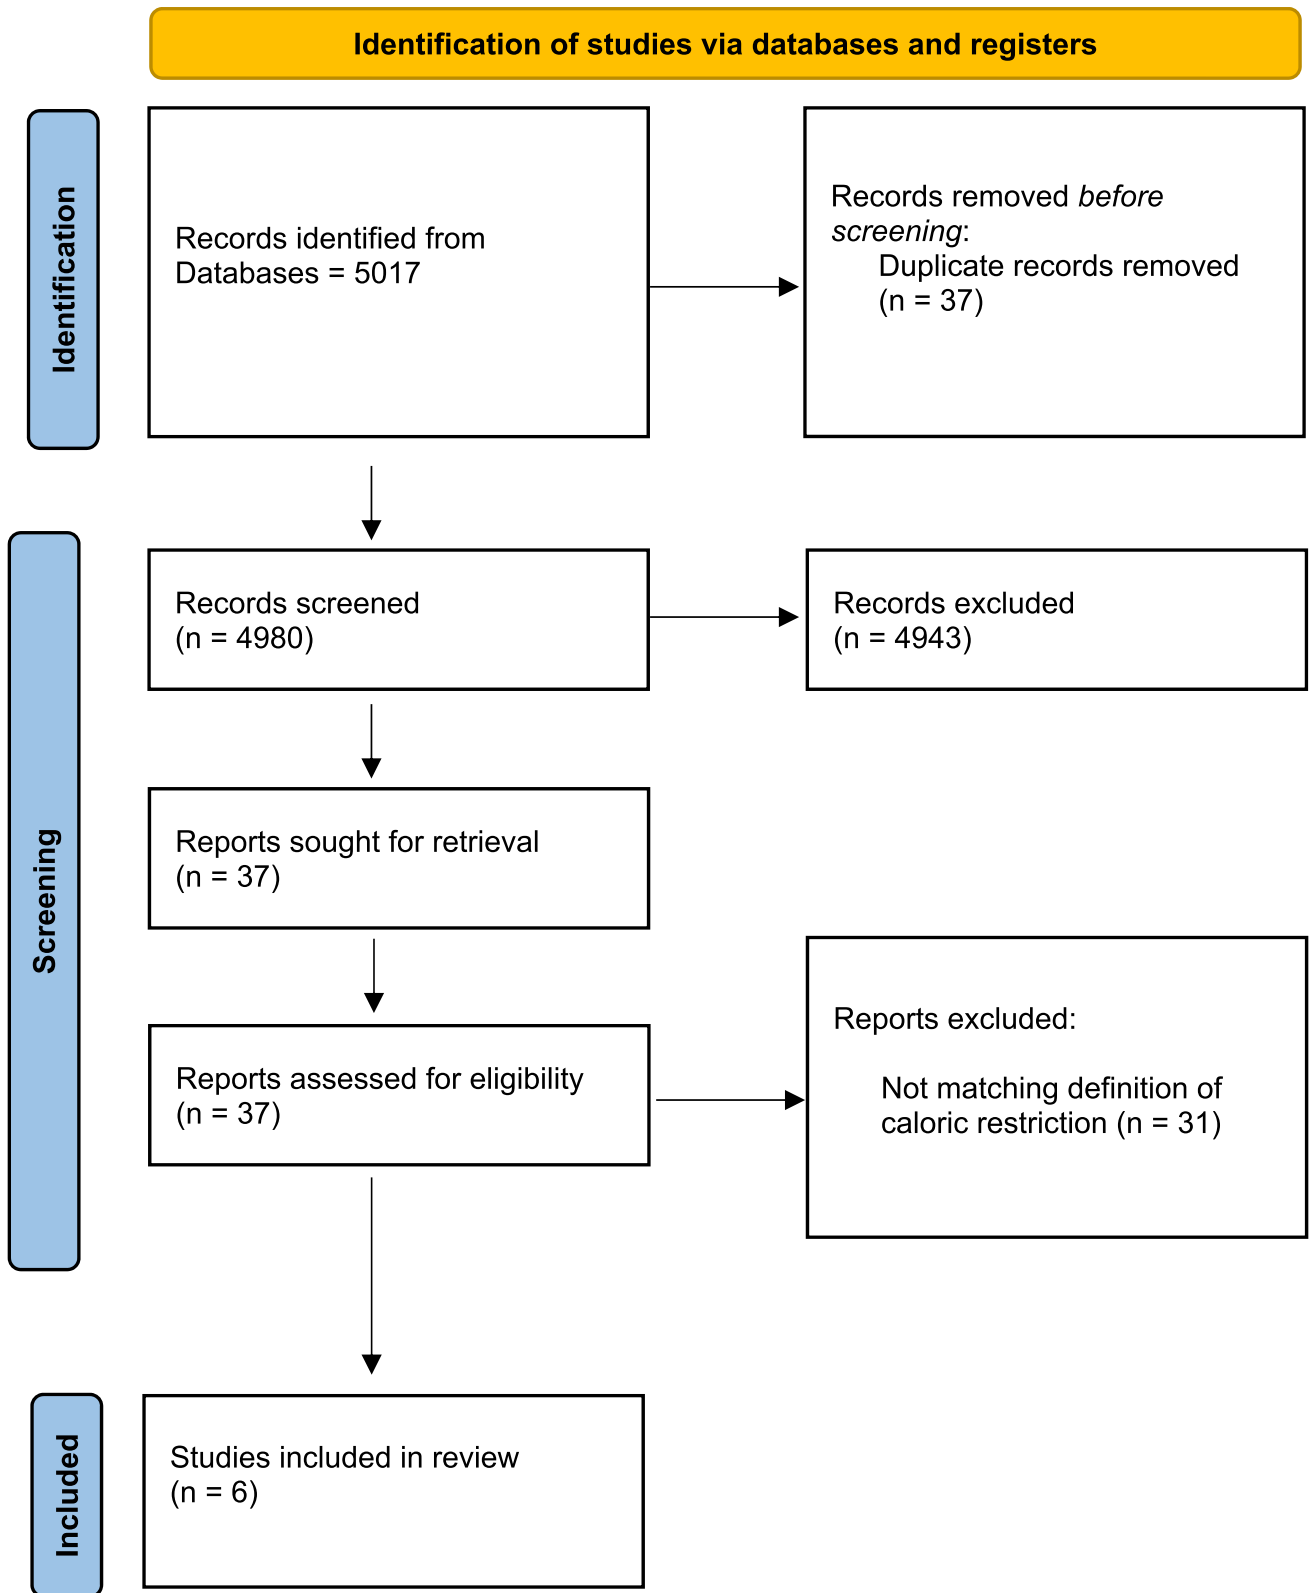 Identification of studies via databases and registers
Identification
Records identified from
Databases = 5017
Records removed before
screening:
Duplicate records removed
(n = 37)
Screening
Records screened
(n = 4980)
Records excluded
(n = 4943)
Reports sought for retrieval
(n = 37)
Reports assessed for eligibility
(n = 37)
Reports excluded:
Not matching definition of
caloric restriction (n = 31)
Included
Studies included in review
(n = 6)